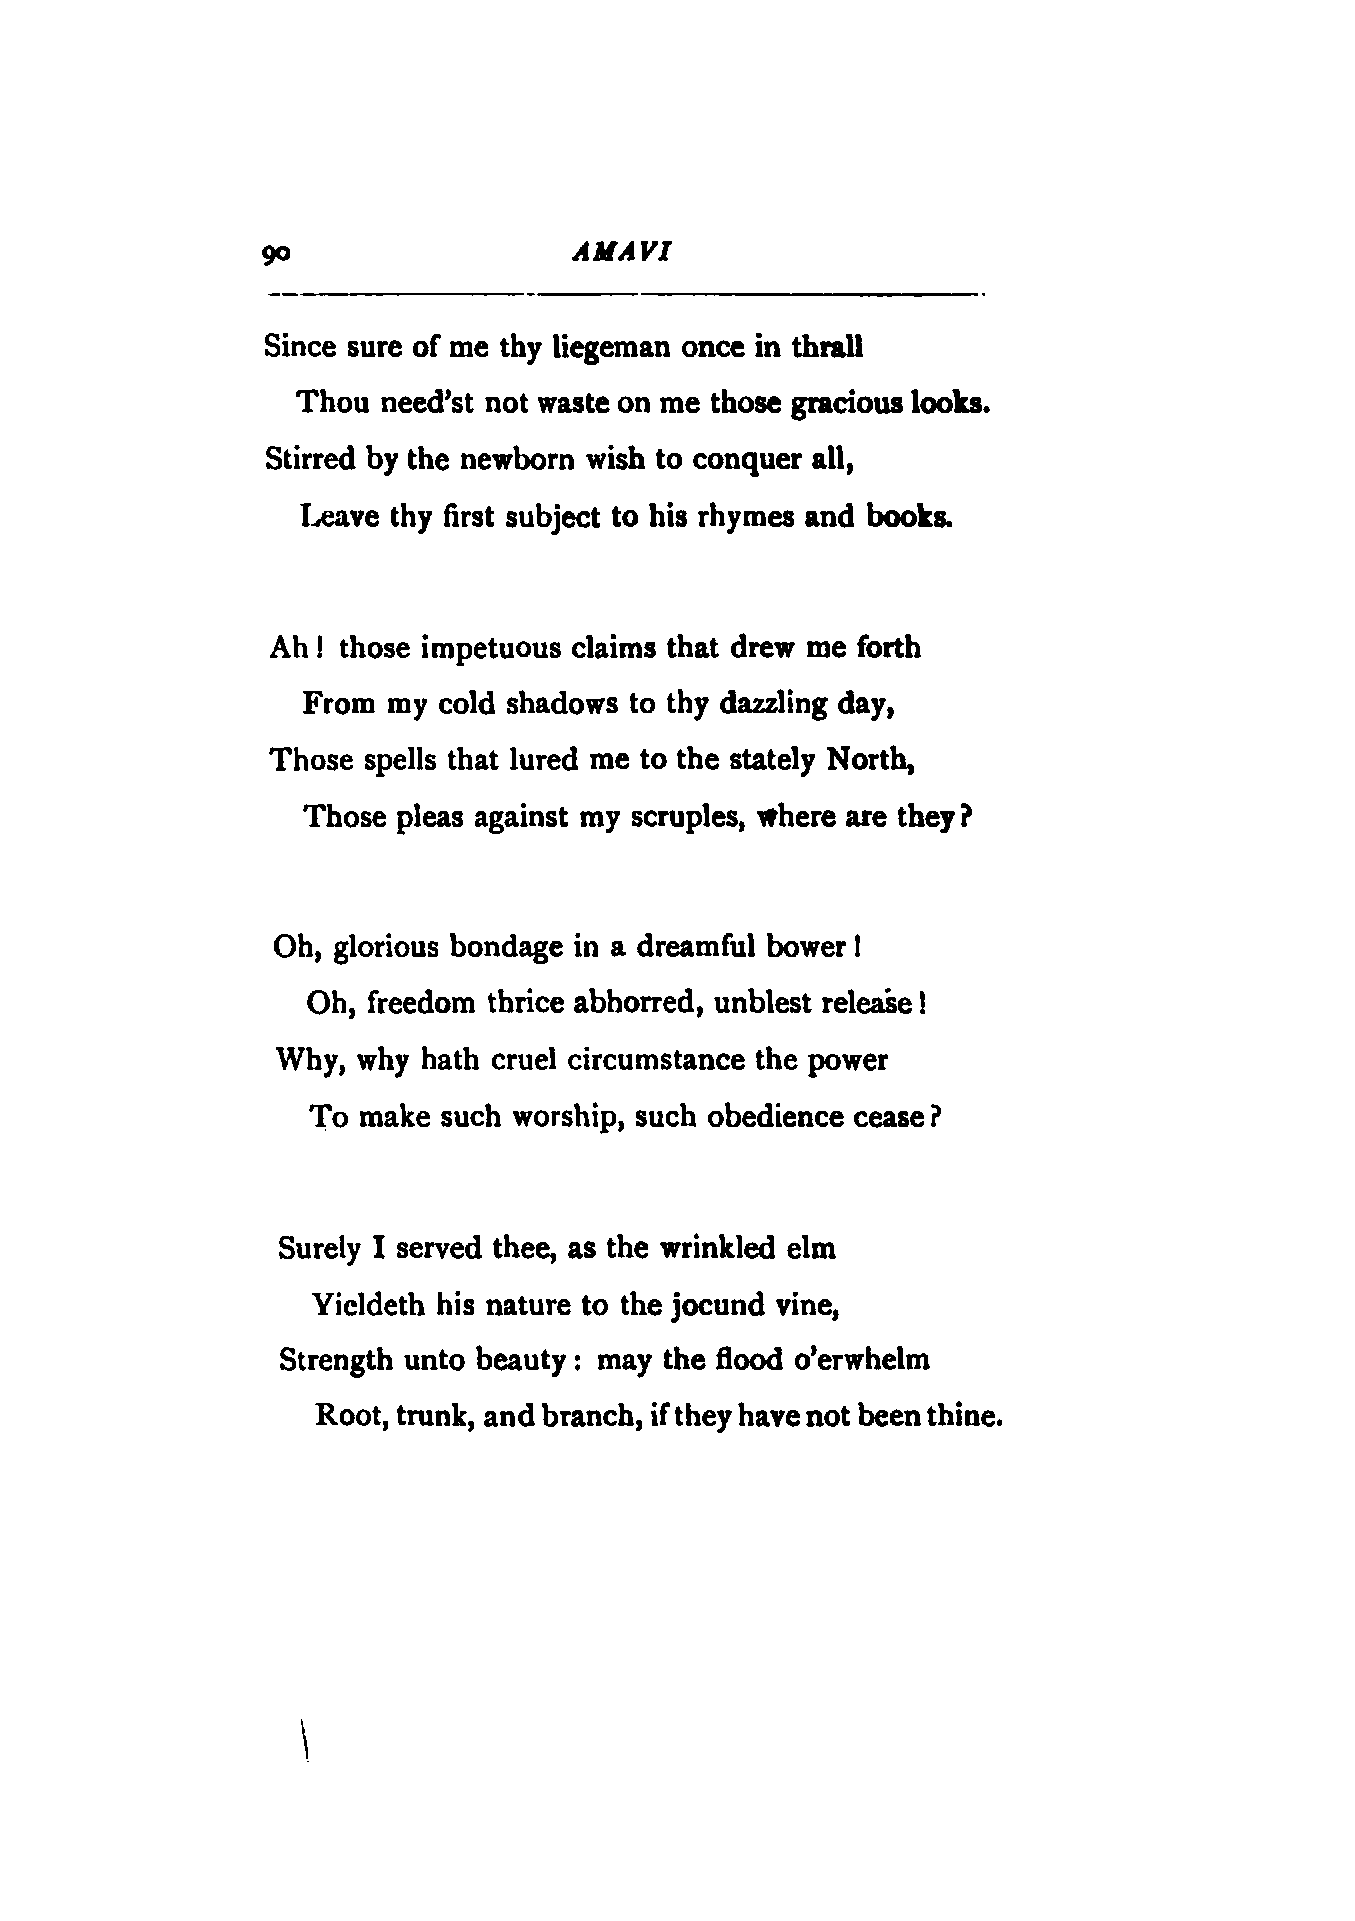 90 AMAVI
Since sure of me thy liegeman once in thrall
Thou need'st not waste on me those gracious looks.
Stirred by the newborn wish to conquer all,
Leave thy first subject to his rhymes and books.
Ah! those impetuous claims that drew me forth
From my cold shadows to thy dazzling day,
Those spells that lured me to the stately North,
Those pleas against my scruples, where are they?
Oh, glorious bondage in a dreamful bower!
Oh, freedom thrice abhorred, unblest release!
Why, why hath cruel circumstance the power
To make such worship, such obedience cease?
Surely I served thee, as the wrinkled elm
Yieldeth his nature to the jocund vine,
Strength unto beauty: may the flood o'erwhelm
Root, trunk, and branch, if they have not been thine.